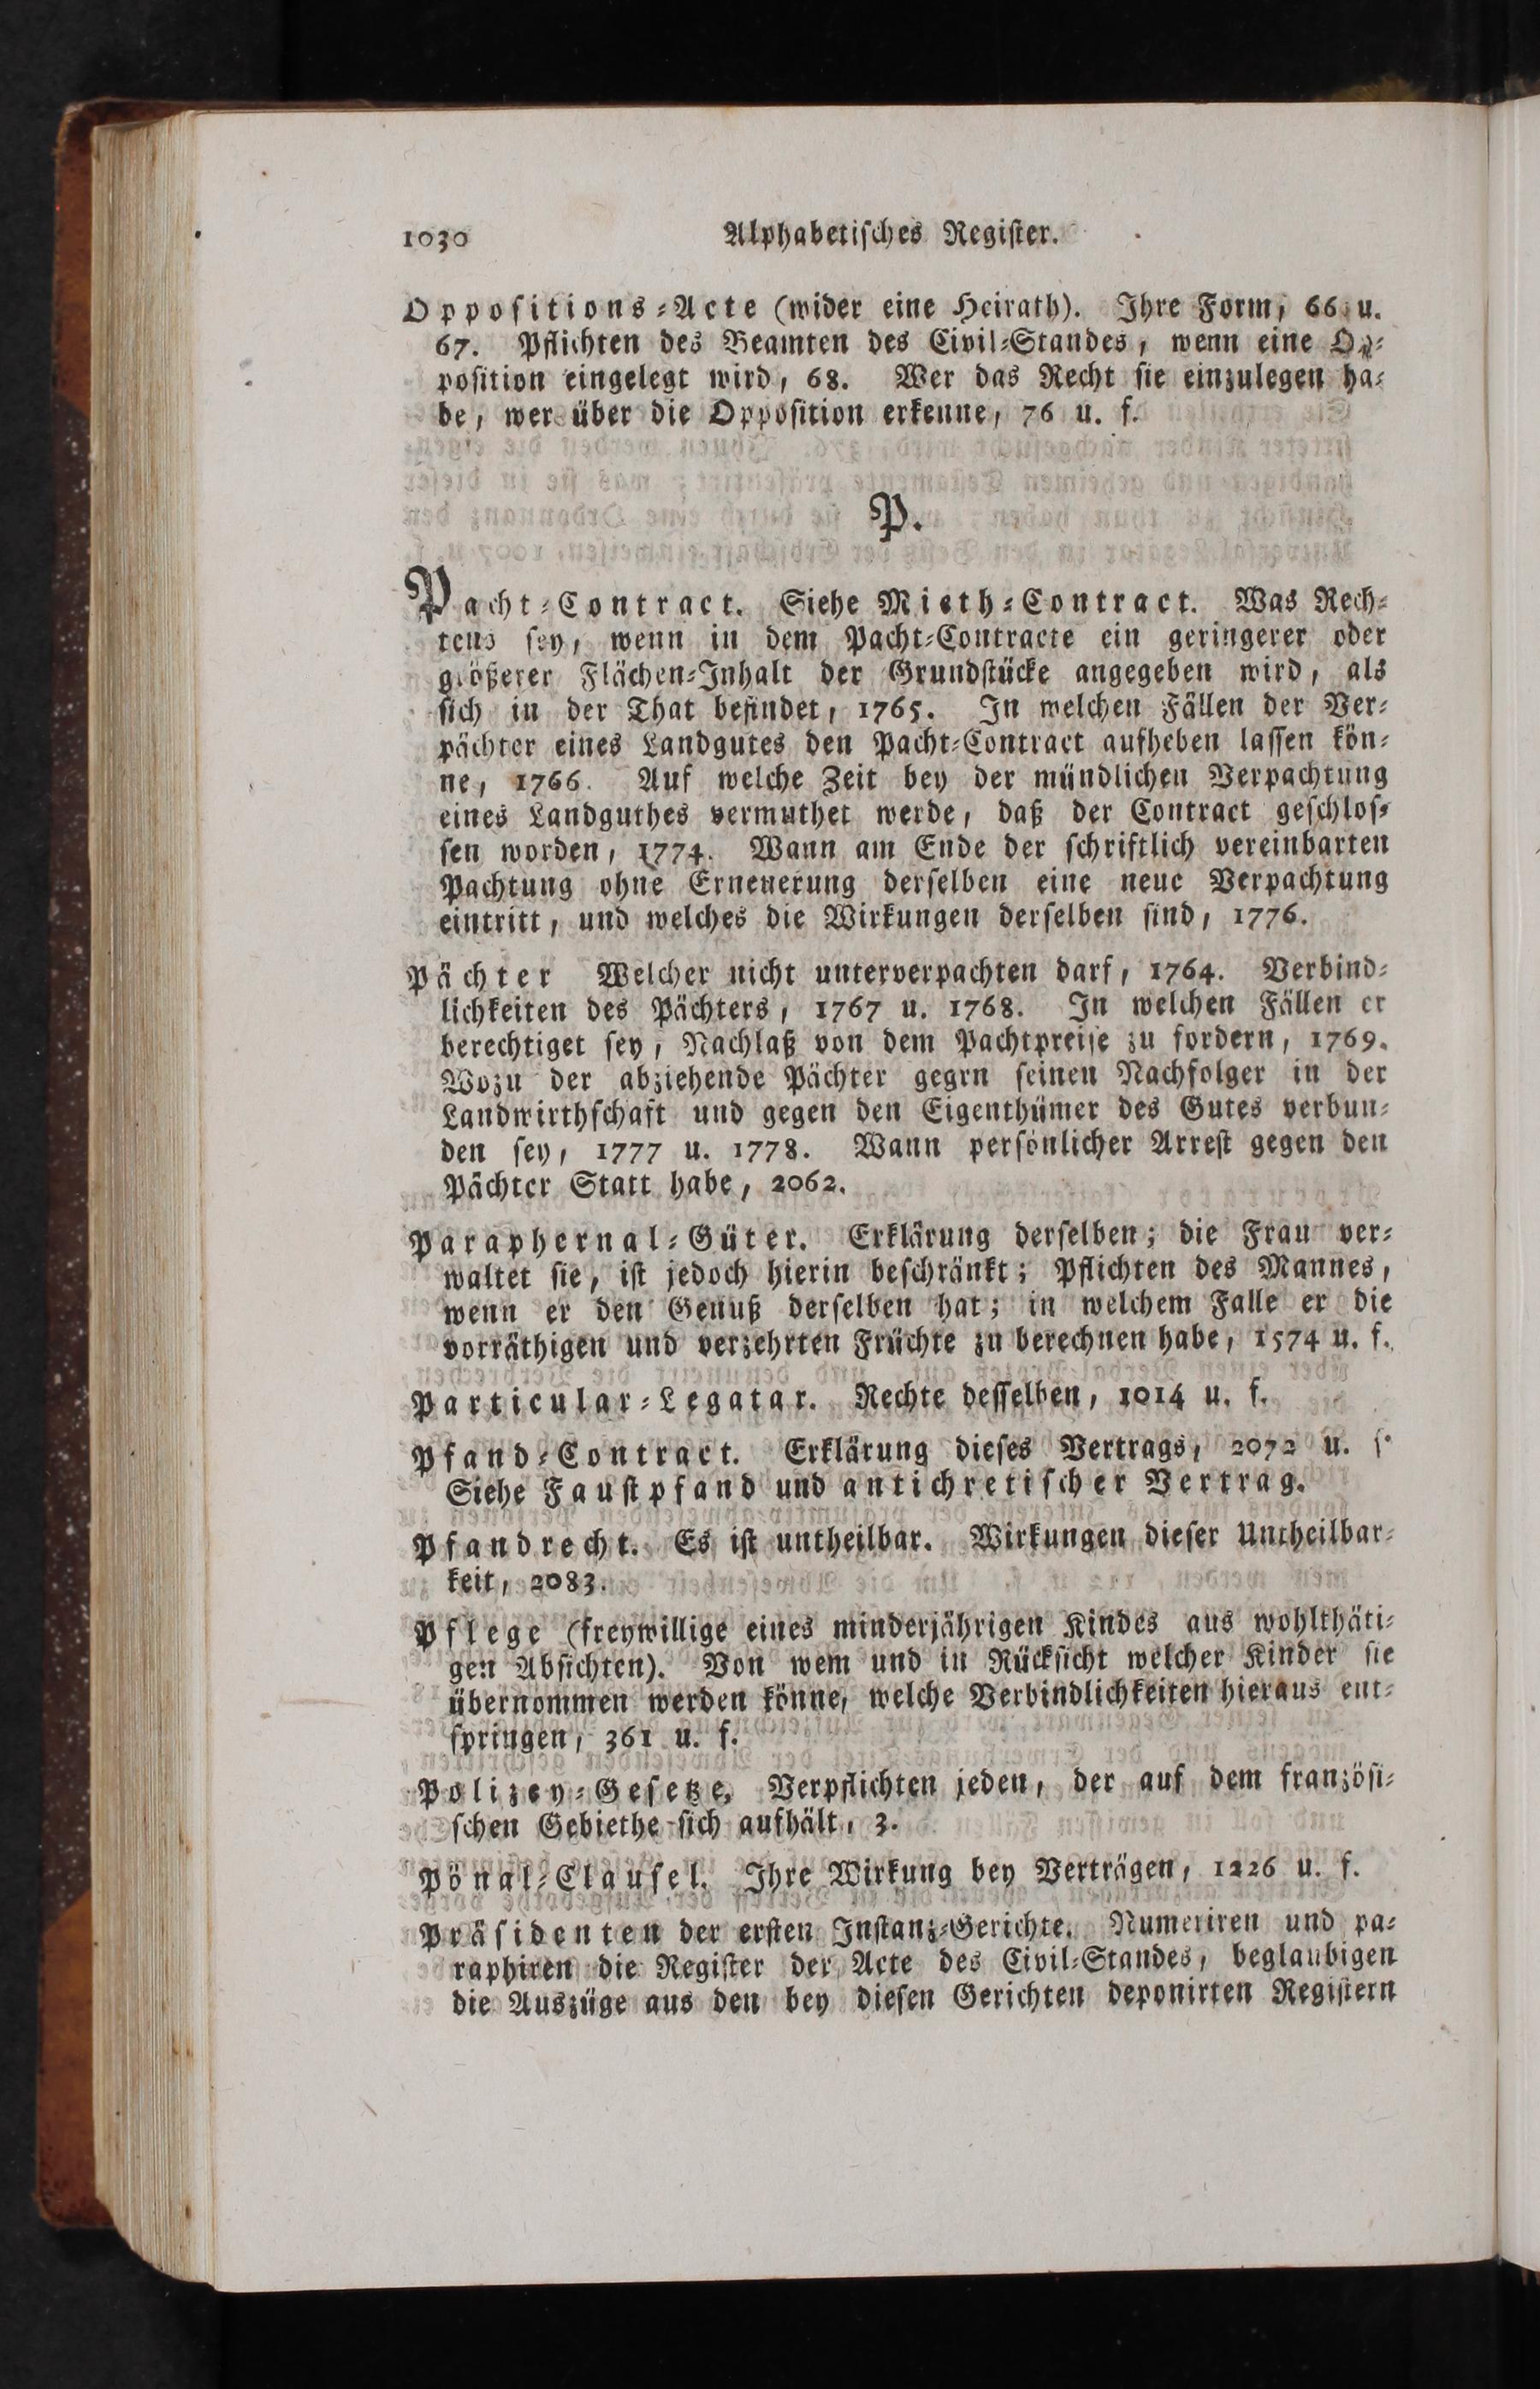 1030 Alphabetisches Register.
Oppositions-Acte (wider eine Heirath). Ihre Form, 66 u.
67. Pflichten des Beamten des Civil-Standes, wenn eine Op-
position eingelegt wird, 68. Wer das Recht sie einzulegen ha-
be, wer über die Opposition erkenne, 76 u. f.
P.
Pacht-Contract. Siehe Mieth-Contract. Was Rech-
tens sey, wenn in dem Pacht-Contracte ein geringerer oder
größerer Flächen-Inhalt der Grundstücke angegeben wird, als
sich in der That befindet, 1765. In welchen Fällen der Ver-
pächter eines Landgutes den Pacht-Contract aufheben lassen kön-
ne, 1766. Auf welche Zeit bey der mündlichen Verpachtung
eines Landguthes vermuthet werde, daß der Contract geschlos-
sen worden, 1774. Wann am Ende der schriftlich vereinbarten
Pachtung ohne Erneuerung derselben eine neue Verpachtung
eintritt, und welches die Wirkungen derselben sind, 1776.
Pächter Welcher nicht unterverpachten darf, 1764. Verbind-
lichkeiten des Pächters, 1767 u. 1768. In welchen Fällen er
berechtiget sey, Nachlaß von dem Pachtpreise zu fordern, 1769.
Wozu der abziehende Pächter gegen seinen Nachfolger in der
Landwirthschaft und gegen den Eigenthümer des Gutes verbun-
den sey, 1777 u. 1778. Wann persönlicher Arrest gegen den
Pächter Statt habe, 2062.
Paraphernal-Güter. Erklärung derselben; die Frau ver-
waltet sie, ist jedoch hierin beschränkt; Pflichten des Mannes,
wenn er den Genuß derselben hat; in welchem Falle er die
vorräthigen und verzehrten Früchte zu berechnen habe, 1574 u. f.
Particular-Legatar. Rechte desselben, 1014 u. f.
Pfand-Contract. Erklärung dieses Vertrags, 2072 u. f.
Siehe Faustpfand und antichretischer Vertrag.
Pfandrecht. Es ist untheilbar. Wirkungen dieser Untheilbar-
keit, 2083.
Pflege (freywillige eines minderjährigen Kindes aus wohlthäti-
gen Absichten). Von wem und in Rücksicht welcher Kinder sie
übernommen werden könne, welche Verbindlichkeiten hieraus ent-
springen, 361 u. f.
Polizey-Gesetze. Verpflichten jeden, der auf dem französi-
schen Gebiethe sich aufhält, 3.
Pönal-Clausel. Ihre Wirkung bey Verträgen, 1226 u. f.
Präsidenten der ersten Instanz-Gerichte. Numeriren und pa-
raphiren die Register der Acte des Civil-Standes, beglaubigen
die Auszüge aus den bey diesen Gerichten deponirten Registern